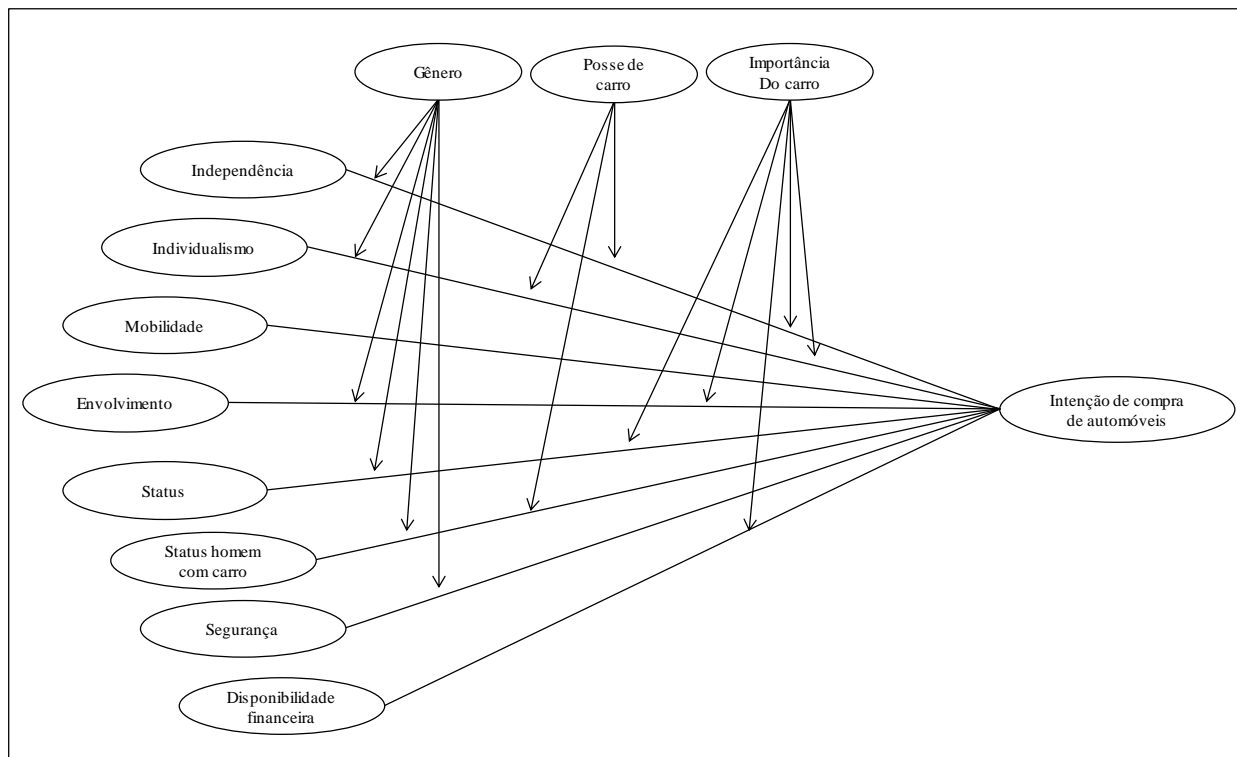 Gênero
Posse de
carro
Importância
Do carro
Independência
Individualismo
Mobilidade
Envolvimento
Intenção de compra
de automóveis
Status
Status homem
com carro
Segurança
Disponibilidade
financeira